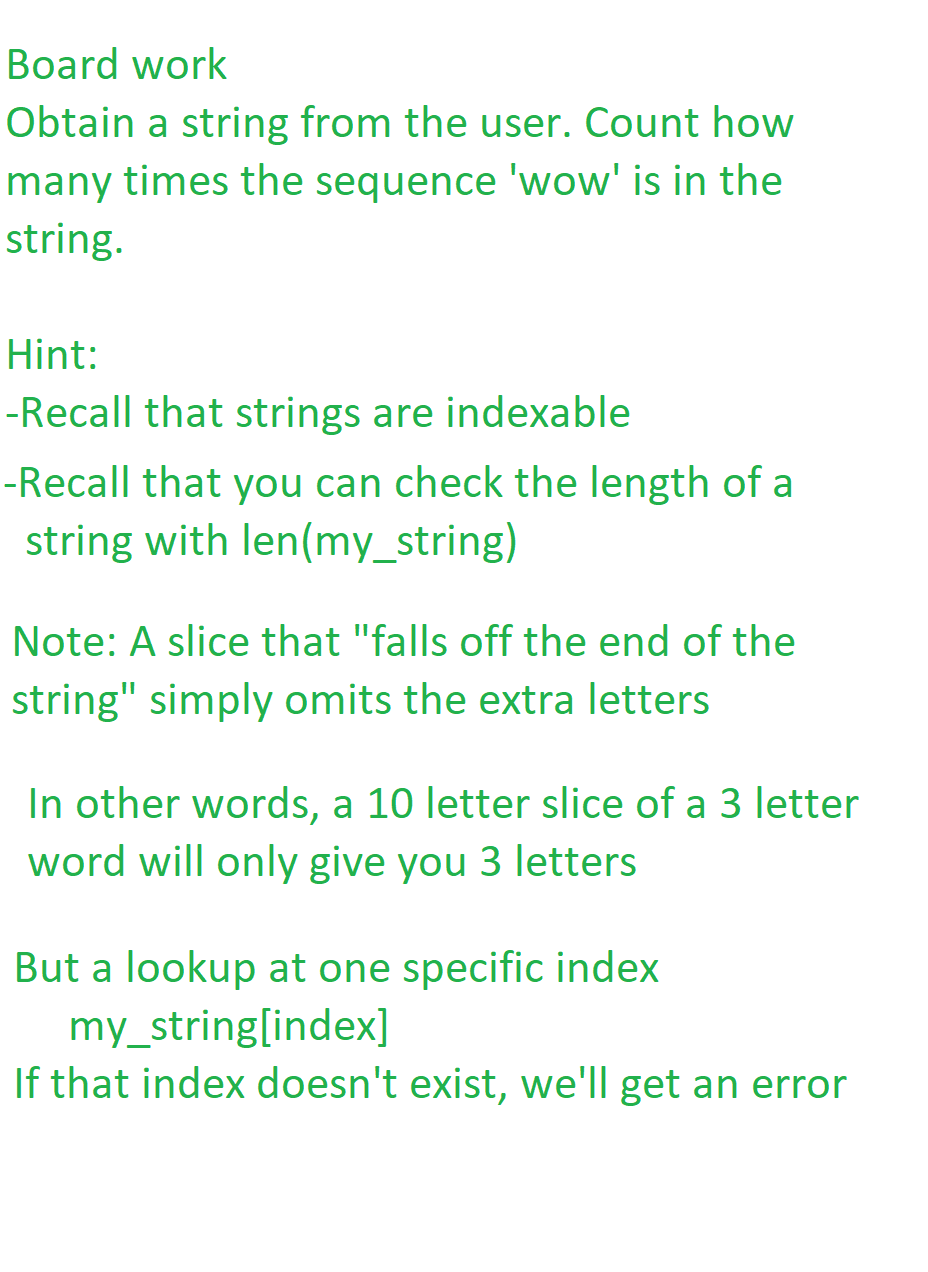 Board work
Obtain a string from the user. Count how
many times the sequence 'wow' is in the
string.
Hint:
-Recall that strings are indexable
-Recall that you can check the length of a
string with len(my_string)
Note: A slice that "falls off the end of the
string" simply omits the extra letters
In other words, a 10 letter slice of a 3 letter
word will only give you 3 letters
But a lookup at one specific index
my_string[index]
If that index doesn't exist, we'll get an error